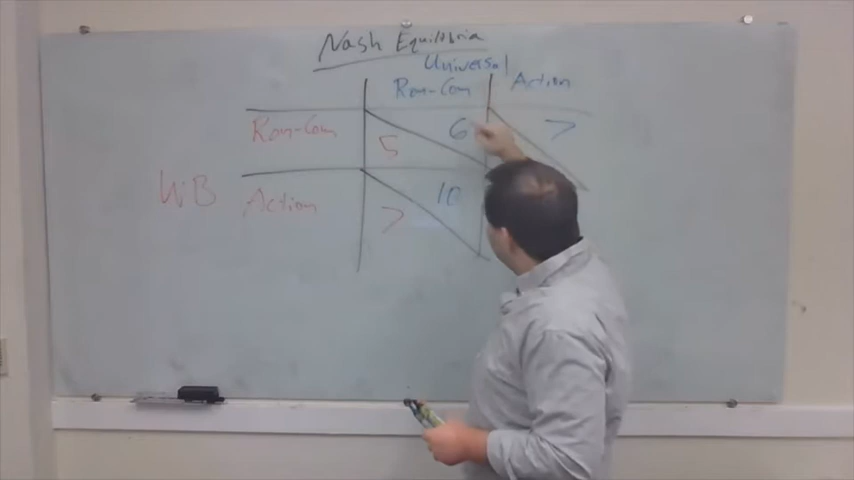 Nash Equilibria
Universal
Rom-Com Action
Rom-Com 5 6 7
WB Action 7 10